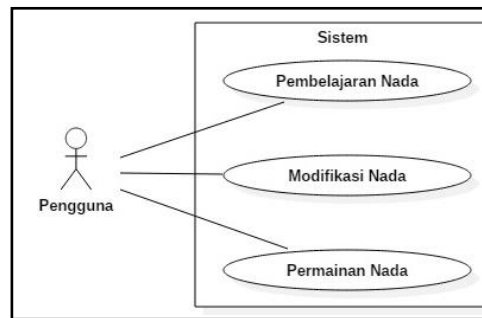 Sistem
Pembelajaran Nada
Modifikasi Nada
Pengguna
Permainan Nada